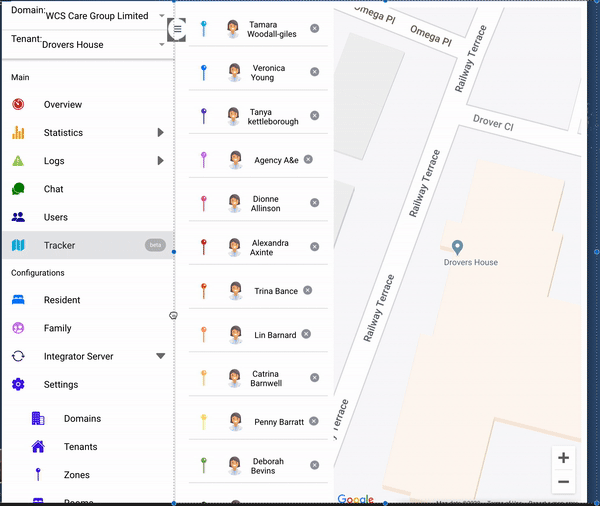 Domain:
WCS Care Group Limited
Tenant:
Drovers House
Main
Overview
Statistics
Logs
Chat
Users
Tracker
beta
Configurations
Resident
Family
Integrator Server
Settings
Domains
Tenants
Zones
Rooms
Tamara
Woodall-giles
Veronica
Young
Tanya
kettleborough
Agency A&e
Dionne
Allinson
Alexandra
Axinte
Trina Bance
Lin Barnard
Catrina
Barnwell
Penny Barratt
Deborah
Bevins
Omega Pl
Omega Pl
Railway Terrace
Drover Cl
Railway Terrace
Railway Terrace
Terrace
Drovers House
Google